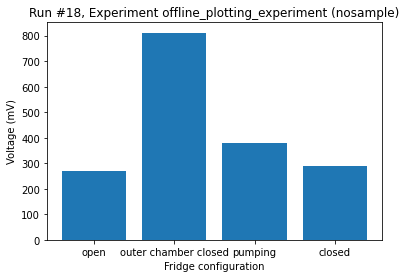 Run #18, Experiment offline_plotting_experiment (nosample)
800
700
600
500
400
300
200
100
0
Voltage (mV)
open outer chamber closed pumping closed
Fridge configuration